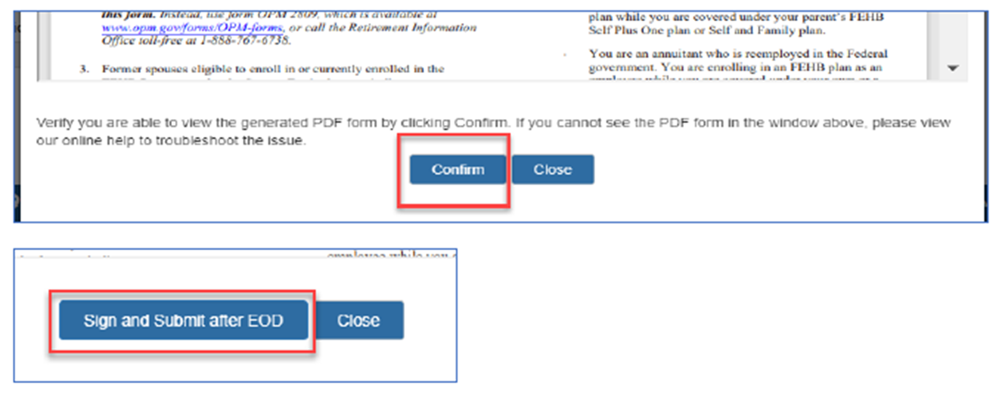 this form. Instead, use form OPM 2809, which is available at
www.opm.gov/forms/OPM-forms, or call the Retirement Information
Office toll-free at 1-888-767-6738.
3. Former spouses eligible to enroll in or currently enrolled in the
plan while you are covered under your parent's FEHB
Self Plus One plan or Self and Family plan.
You are an annuitant who is reemployed in the Federal
government. You are enrolling in an FEHB plan as an
Verify you are able to view the generated PDF form by clicking Confirm. If you cannot see the PDF form in the window above, please view
our online help to troubleshoot the issue.
Confirm Close
employee while you
Sign and Submit after EOD Close